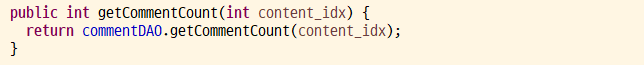 public int getCommentCount(int content_idx) {
  return commentDAO.getCommentCount(content_idx);
}